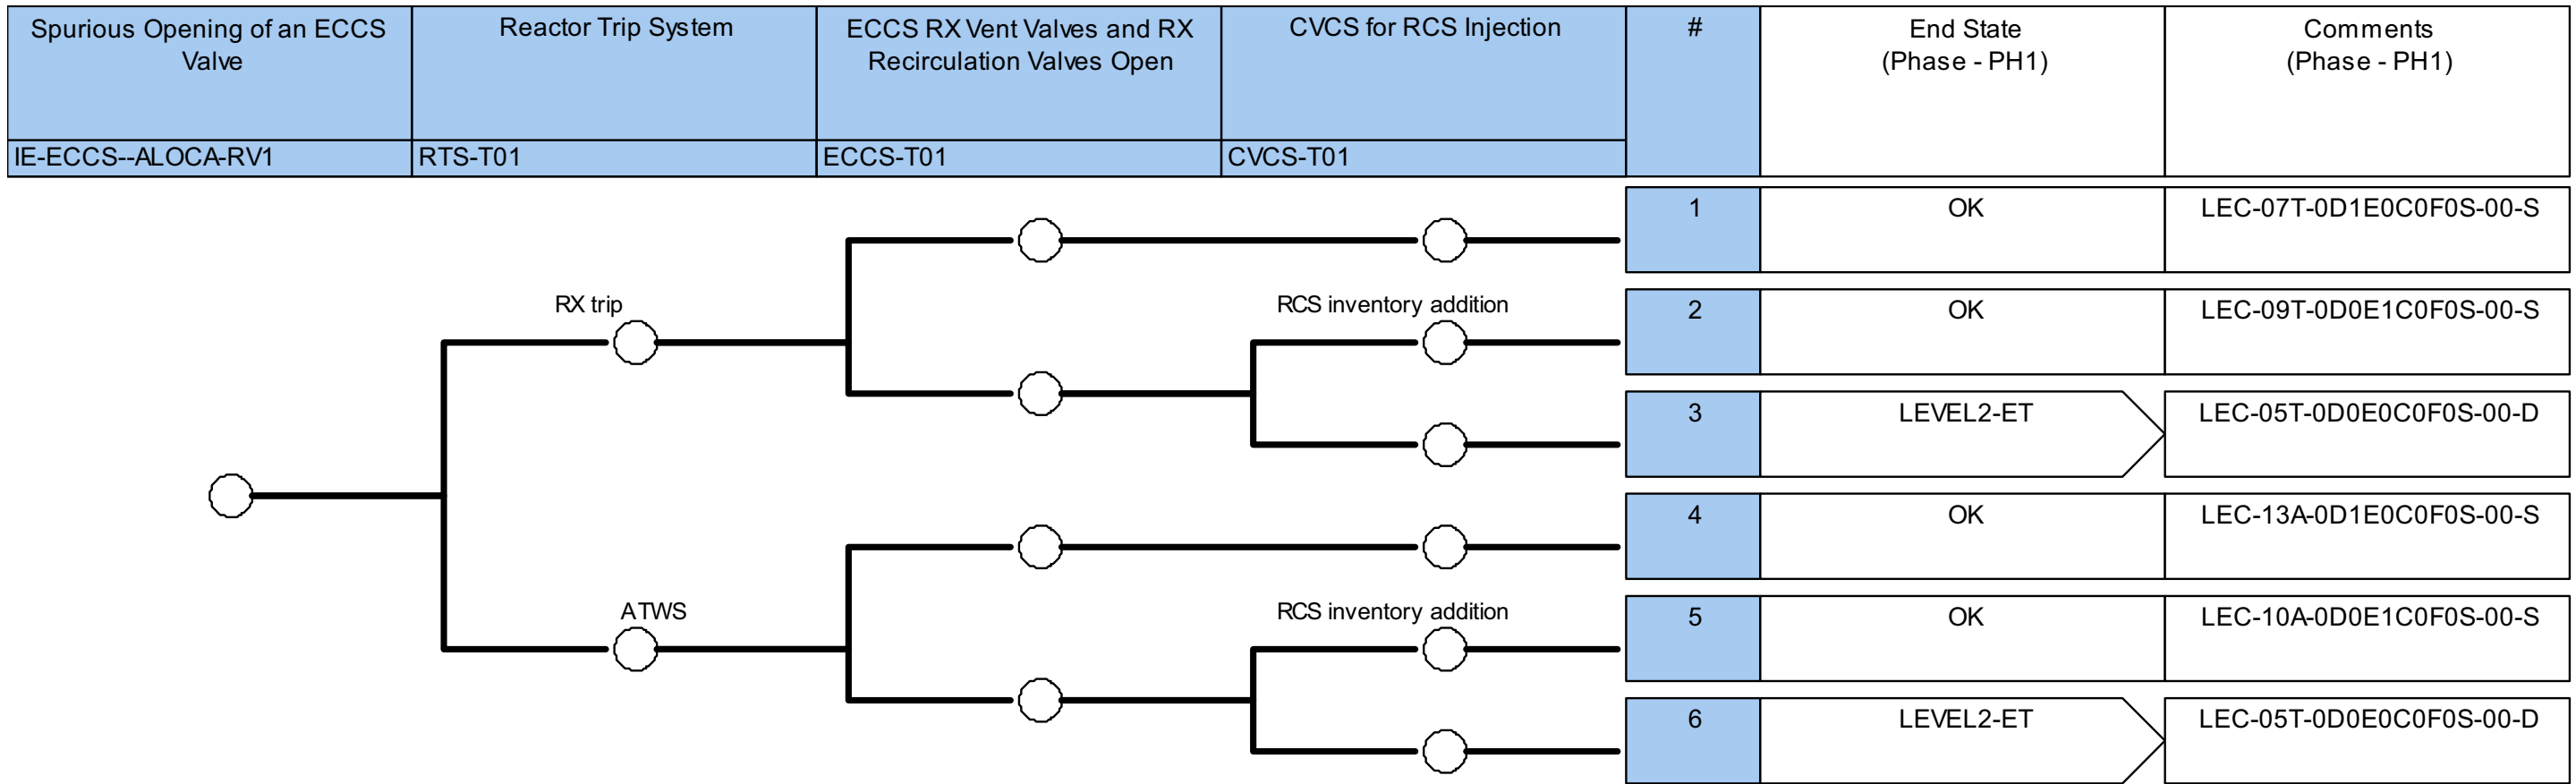 Spurious Opening of an ECCS
Valve
Reactor Trip System
ECCS RX Vent Valves and RX
Recirculation Valves Open
CVCS for RCS Injection
#
End State
(Phase - PH1)
Comments
(Phase - PH1)
IE-ECCS--ALOCA-RV1
RTS-T01
ECCS-T01
CVCS-T01
1
OK
LEC-07T-0D1E0C0F0S-00-S
RX trip
RCS inventory addition
2
OK
LEC-09T-0D0E1C0F0S-00-S
3
LEVEL2-ET
LEC-05T-0D0E0C0F0S-00-D
4
OK
LEC-13A-0D1E0C0F0S-00-S
ATWS
RCS inventory addition
5
OK
LEC-10A-0D0E1C0F0S-00-S
6
LEVEL2-ET
LEC-05T-0D0E0C0F0S-00-D